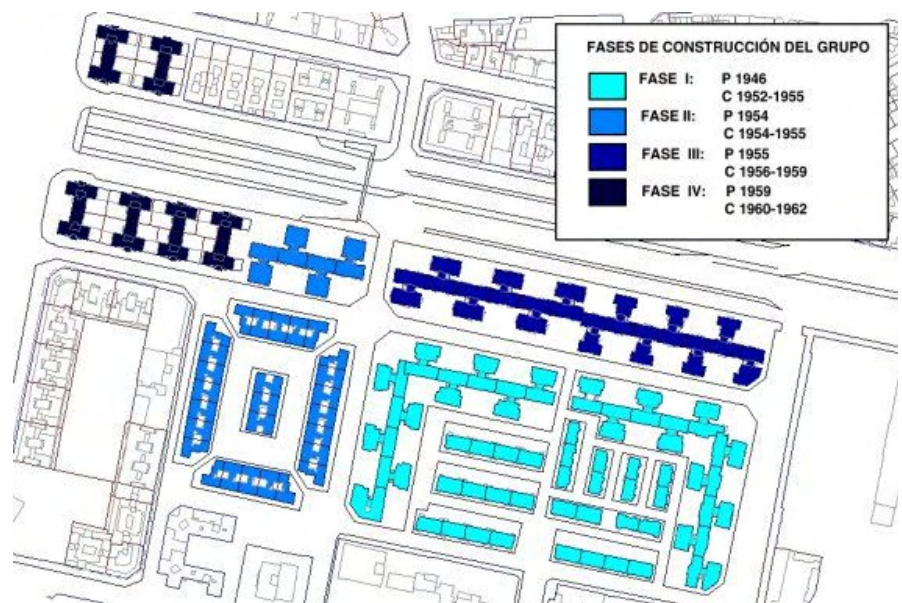 FASES DE CONSTRUCCIÓN DEL GRUPO
FASE I: P 1946
C 1952-1955
FASE II: P 1954
C 1954-1955
FASE III: P 1955
C 1956-1959
FASE IV: P 1959
C 1960-1962